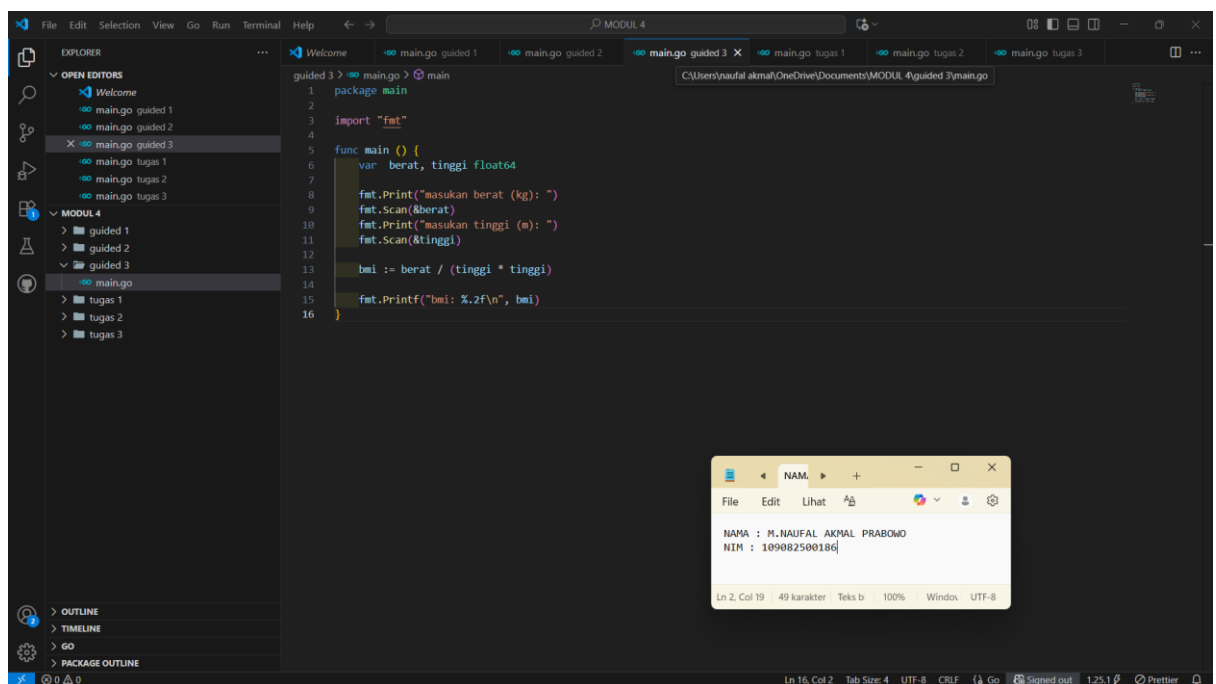 File Edit Selection View Go Run Terminal Help
MODUL 4
EXPLORER
OPEN EDITORS
Welcome
main.go guided 1
main.go guided 2
main.go guided 3
main.go tugas 1
main.go tugas 2
main.go tugas 3
MODUL 4
guided 1
guided 2
guided 3
main.go
tugas 1
tugas 2
tugas 3
OUTLINE
TIMELINE
GO
PACKAGE OUTLINE
Welcome main.go guided 1 main.go guided 2 main.go guided 3 main.go tugas 1 main.go tugas 2 main.go tugas 3
guided 3 > main.go > main
C:\Users\naufal akmal\OneDrive\Documents\MODUL 4\guided 3\main.go
1 package main
2
3 import "fmt"
4
5 func main () {
6 var  berat, tinggi float64
7
8 fmt.Print("masukan berat (kg): ")
9 fmt.Scan(&berat)
10 fmt.Print("masukan tinggi (m): ")
11 fmt.Scan(&tinggi)
12
13 bmi := berat / (tinggi * tinggi)
14
15 fmt.Printf("bmi: %.2f\n", bmi)
16 }
NAM
File Edit Lihat
NAMA : M.NAUFAL AKMAL PRABOWO
NIM : 109082500186
Ln 2, Col 19 49 karakter Teks b 100% Windov UTF-8
0 0 Ln 16, Col 2 Tab Size: 4 UTF-8 CRLF Go Signed out 1.25.1 Prettier